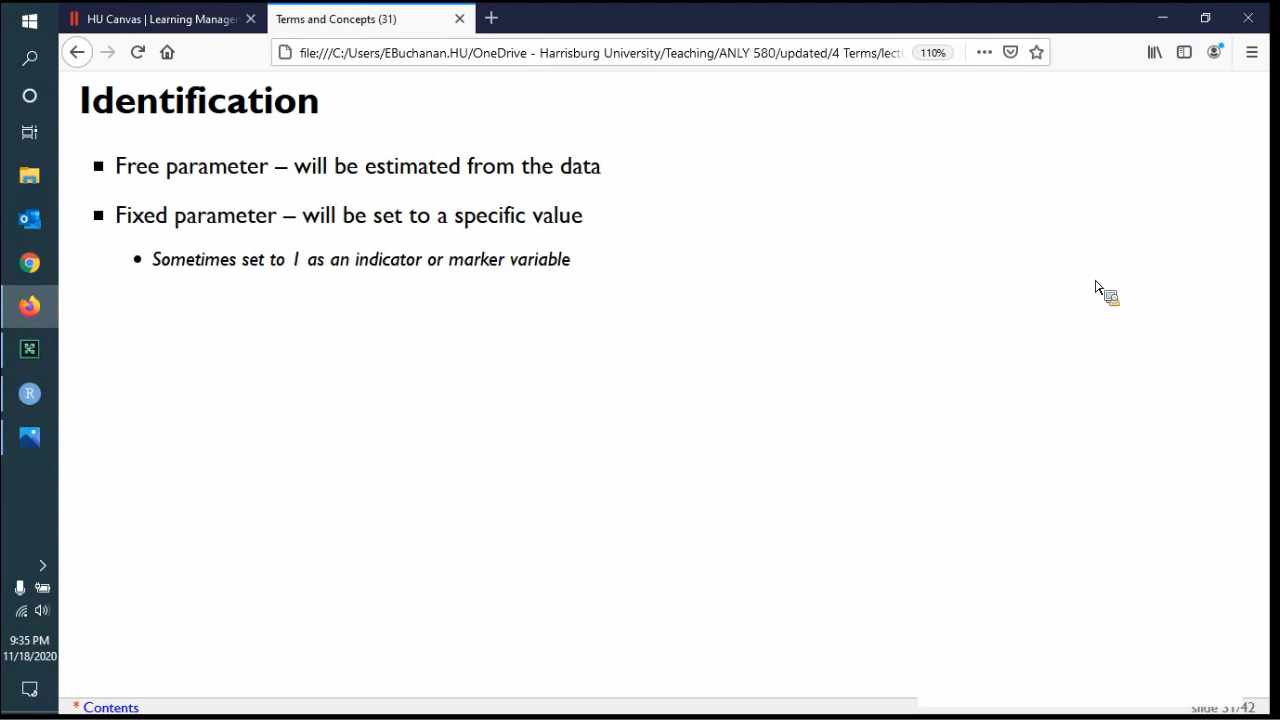 HU Canvas | Learning Manage
Terms and Concepts (31)
file:///C:/Users/EBuchanan.HU/OneDrive - Harrisburg University/Teaching/ANLY 580/updated/4 Terms/lect
110%
Identification
Free parameter – will be estimated from the data
Fixed parameter – will be set to a specific value
Sometimes set to 1 as an indicator or marker variable
R
9:35 PM
11/18/2020
* Contents
slide 31/42